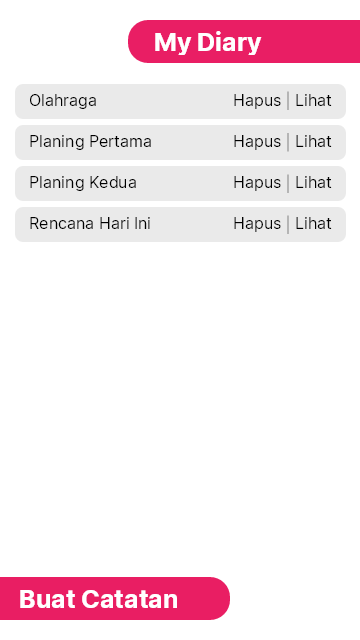 My Diary
Olahraga Hapus | Lihat
Planing Pertama Hapus | Lihat
Planing Kedua Hapus | Lihat
Rencana Hari Ini Hapus | Lihat
Buat Catatan